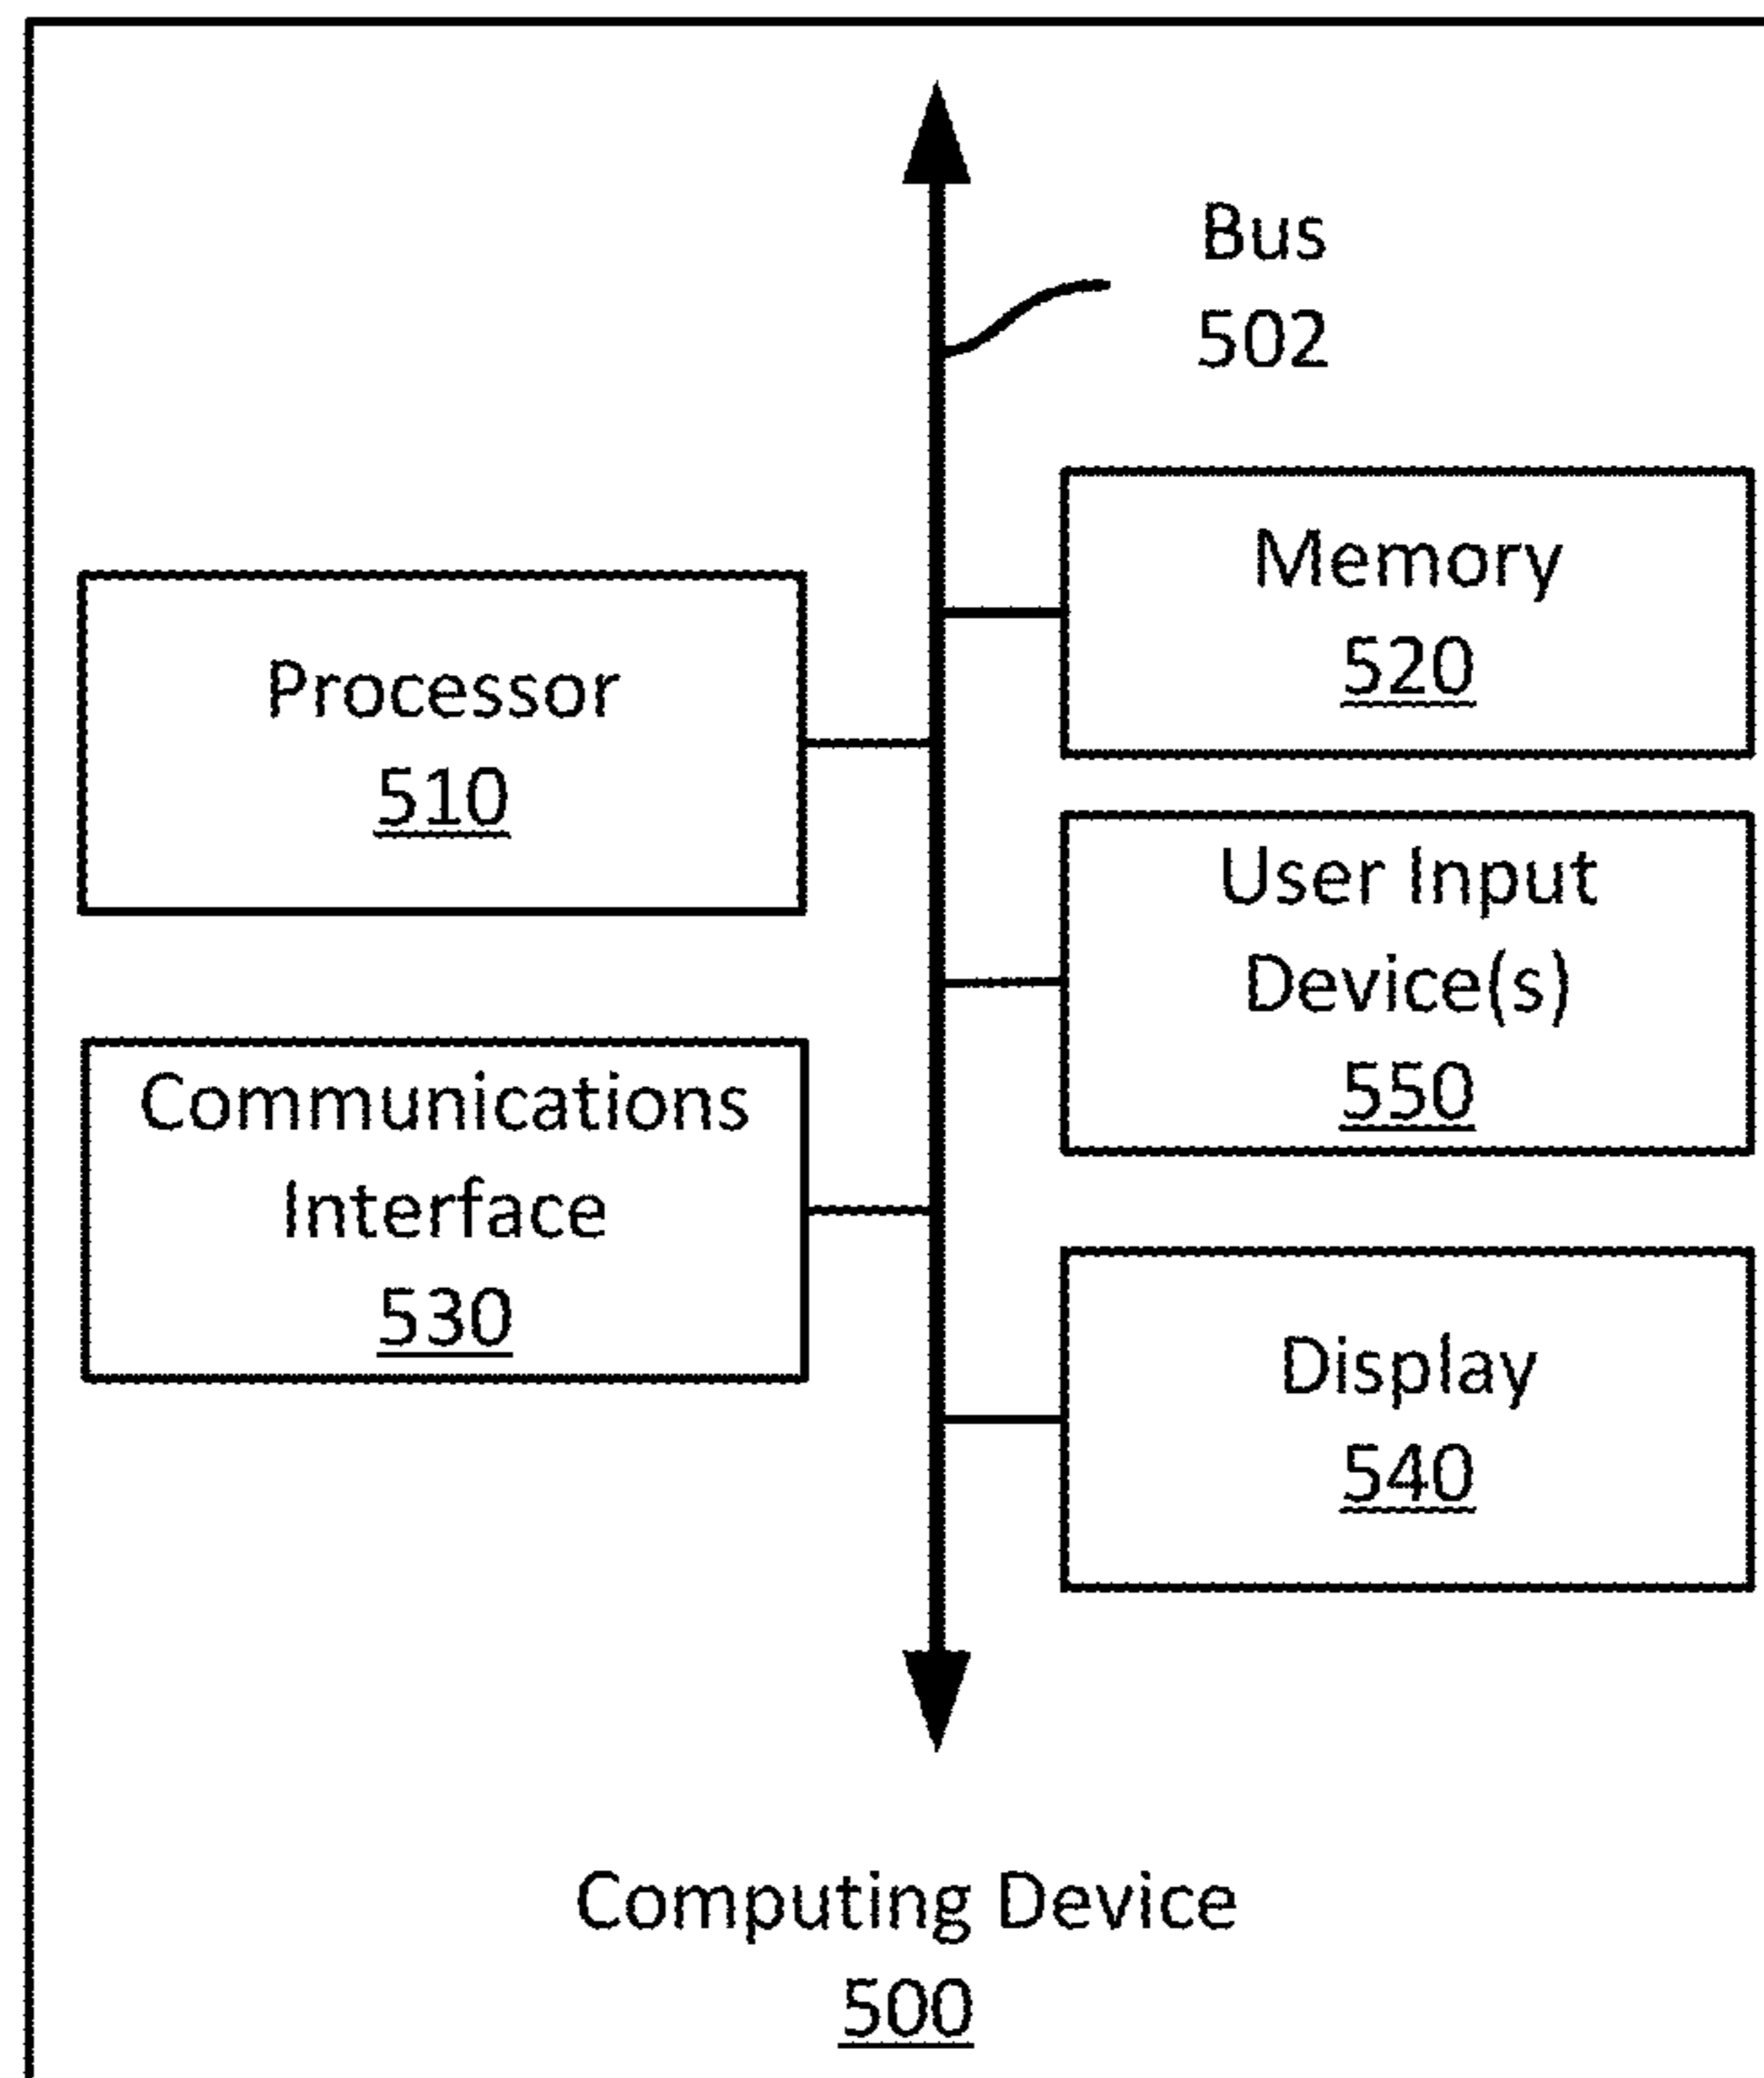 Bus
502
Memory
520
Processor
510
User Input
Device(s)
550
Communications
Interface
530
Display
540
Computing Device
500